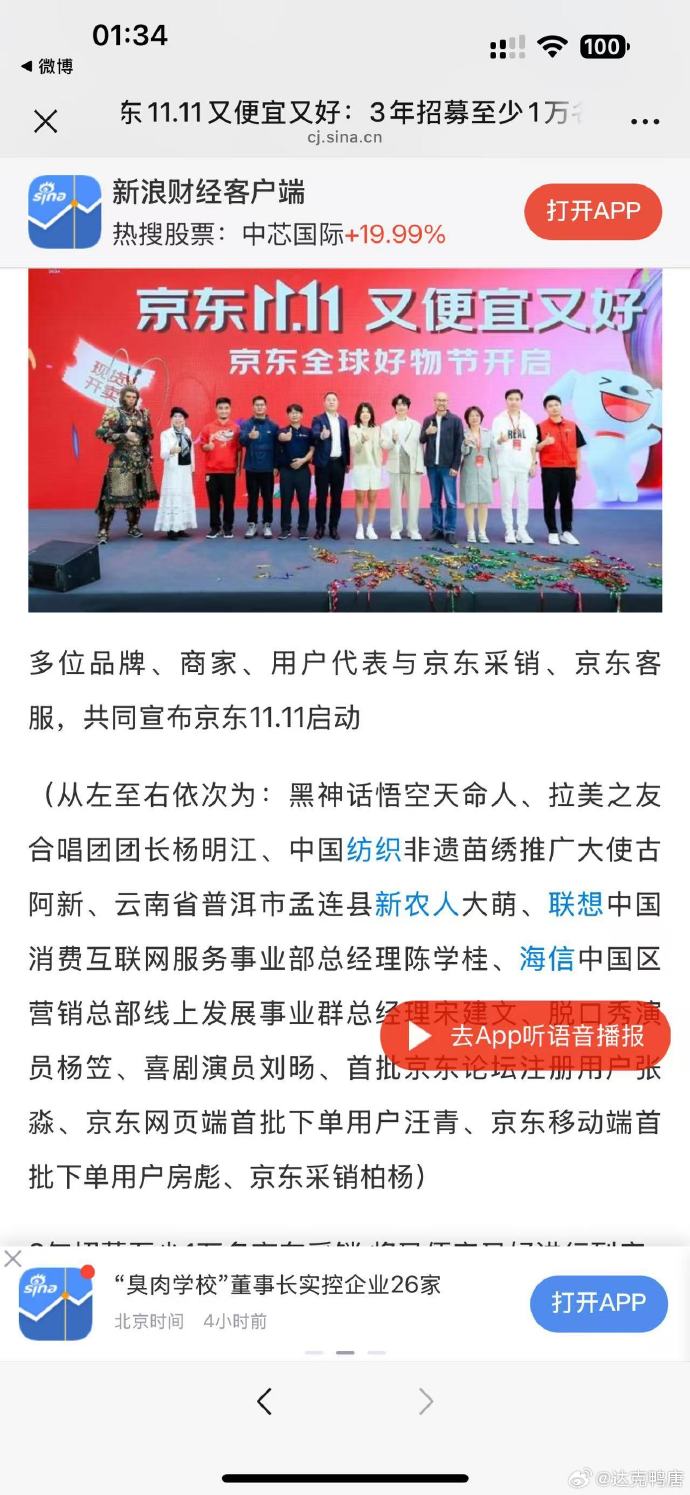 01:34
100
◀ 微博
东11.11又便宜又好：3年招募至少1万
cj.sina.cn
sina
新浪财经客户端
热搜股票：中芯国际+19.99%
打开APP
京东11.11 又便宜又好
京东全球好物节开启
现货
开卖
REAL
多位品牌、商家、用户代表与京东采销、京东客
服，共同宣布京东11.11启动
（从左至右依次为：黑神话悟空天命人、拉美之友
合唱团团长杨明江、中国纺织非遗苗绣推广大使古
阿新、云南省普洱市孟连县新农人大萌、联想中国
消费互联网服务事业部总经理陈学桂、海信中国区
营销总部线上发展事业群总经理宋建文、脱口秀演
去App听语音播报
员杨笠、喜剧演员刘旸、首批京东论坛注册用户张
淼、京东网页端首批下单用户汪青、京东移动端首
批下单用户房彪、京东采销柏杨）
sina
“臭肉学校”董事长实控企业26家
北京时间 4小时前
打开APP
@达克鸭唐